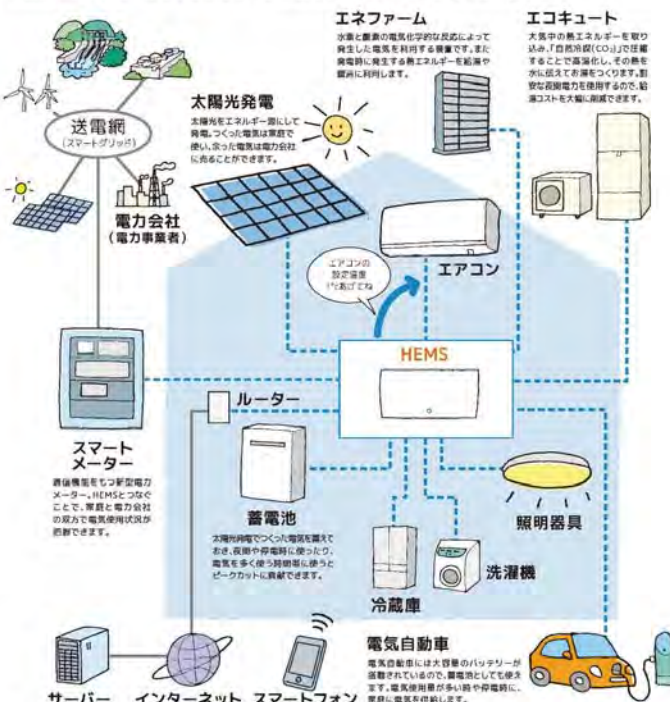 エネファーム
水素と酸素の電気化学的な反応によって
発生した電気を利用する装置です。また
発電時に発生する熱エネルギーを給湯や
暖房に利用します。
エコキュート
大気中の熱エネルギーを取り
込み、「自然冷媒(CO₂)」で圧縮
することで高温化し、その熱を
水に伝えてお湯をつくります。割
安な夜間電力を使用するので、給
湯コストを大幅に削減できます。
太陽光発電
太陽光をエネルギー源にして
発電。つくった電気は家庭で
使い、余った電気は電力会社
に売ることができます。
送電網
(スマートグリッド)
電力会社
(電力事業者)
エアコン
エアコンの
設定温度
1℃あげてね
HEMS
ルーター
スマート
メーター
通信機能をもつ新型電力
メーター。HEMSとつなぐ
ことで、家庭と電力会社
の双方で電気使用状況が
把握できます。
蓄電池
太陽光発電でつくった電気を蓄えて
おき、夜間や停電時に使ったり、
電気を多く使う時間帯に使うと
ピークカットに貢献できます。
照明器具
洗濯機
冷蔵庫
電気自動車
電気自動車には大容量のバッテリーが
搭載されているので、蓄電池としても使え
ます。電気使用量が多い時や停電時に、
家庭に電気を供給します。
サーバー
インターネット
スマートフォン